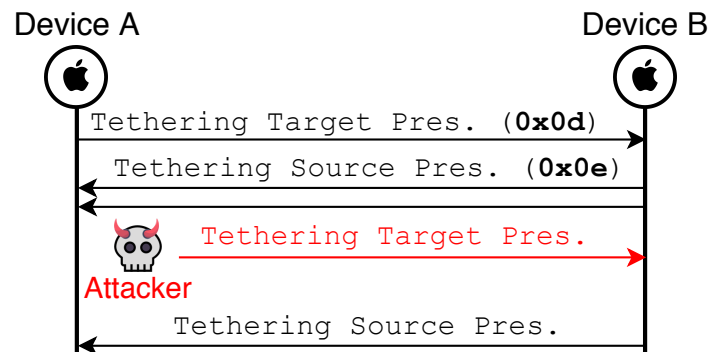 Device A Device B
Tethering Target Pres. (0x0d)
Tethering Source Pres. (0x0e)
Tethering Target Pres.
Attacker
Tethering Source Pres.